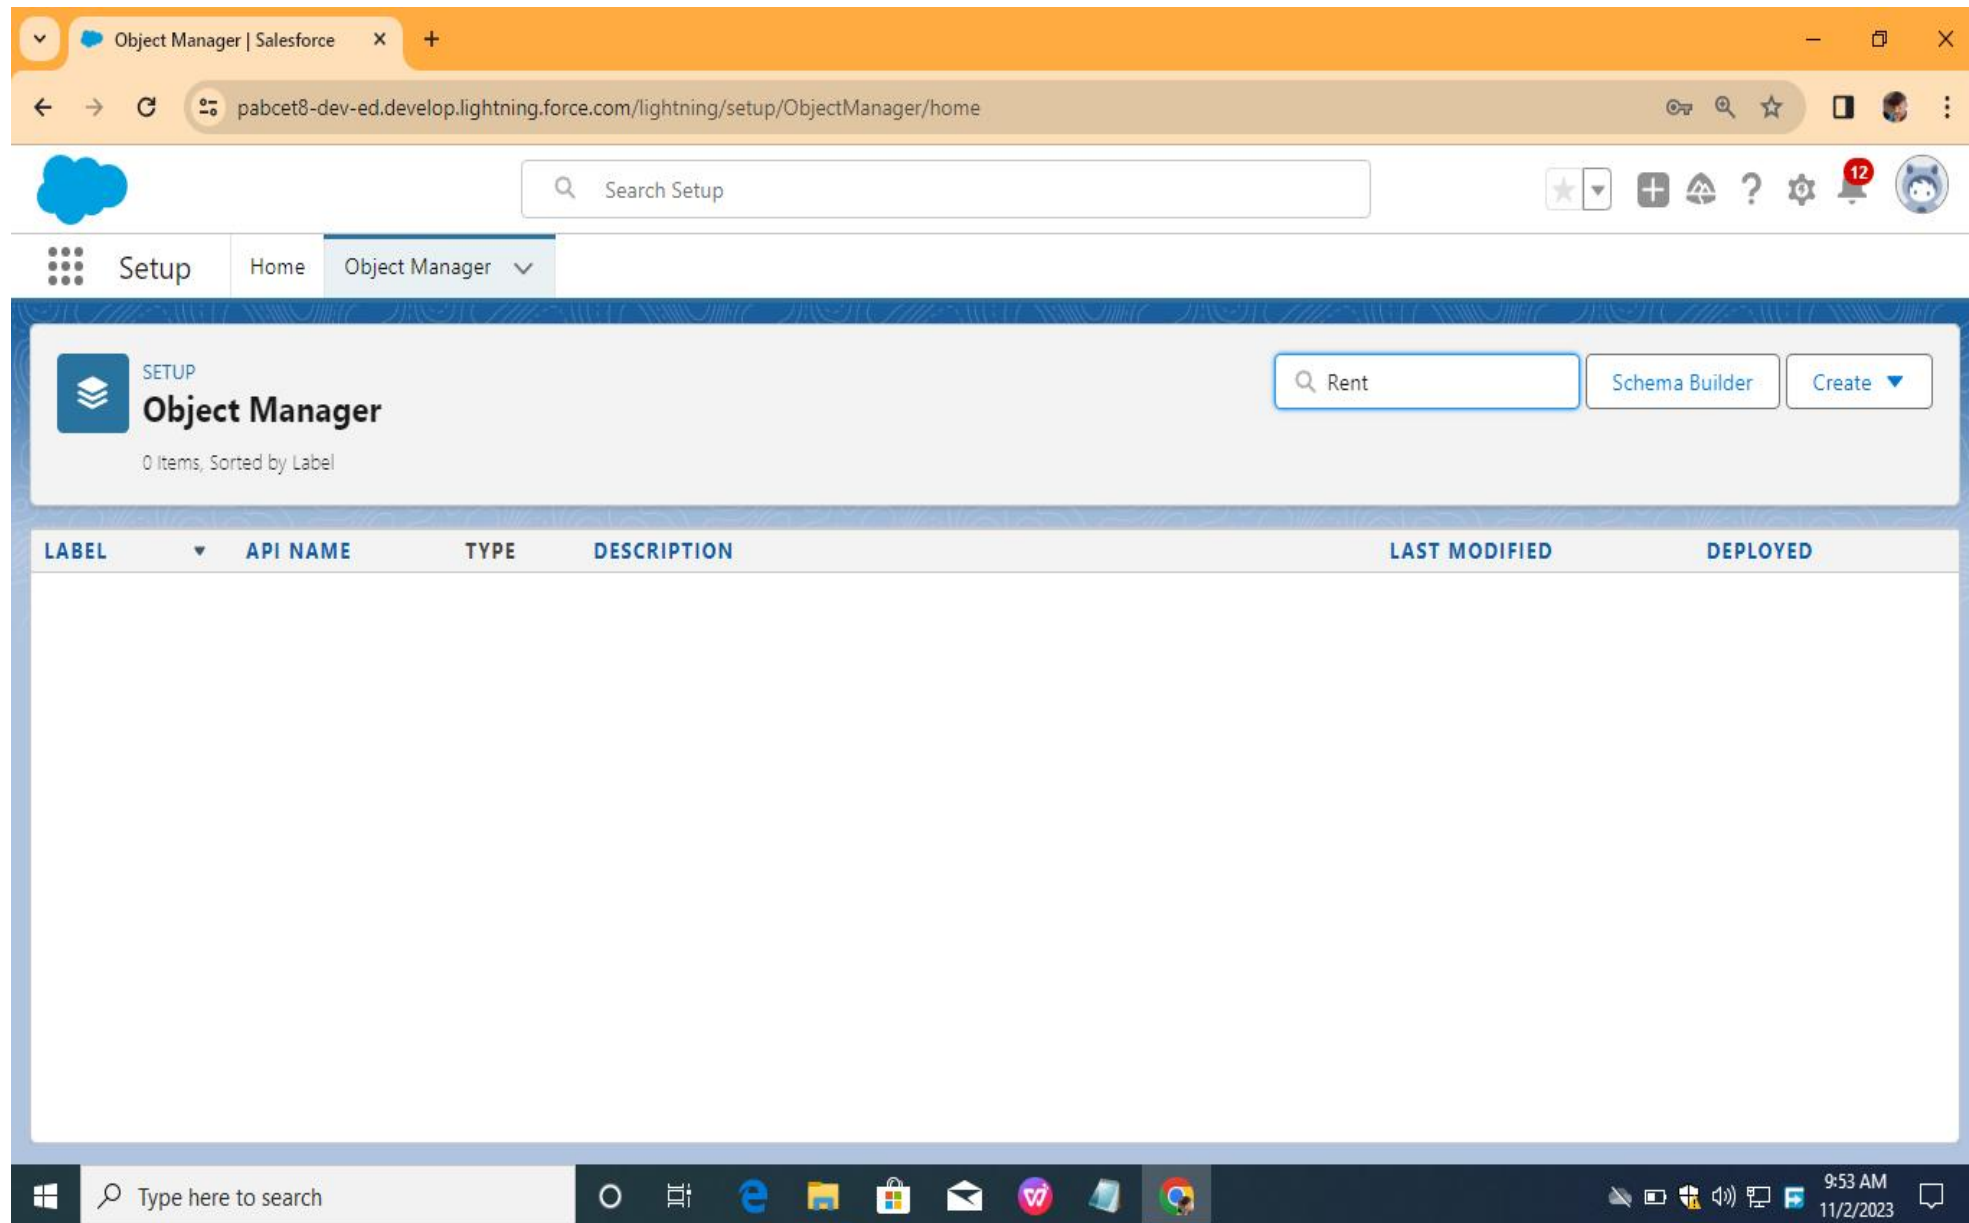 Object Manager | Salesforce
pabcet8-dev-ed.develop.lightning.force.com/lightning/setup/ObjectManager/home
Search Setup
12
Setup Home Object Manager
SETUP
Object Manager
0 Items, Sorted by Label
Rent
Schema Builder
Create
LABEL API NAME TYPE DESCRIPTION LAST MODIFIED DEPLOYED
Type here to search
9:53 AM
11/2/2023